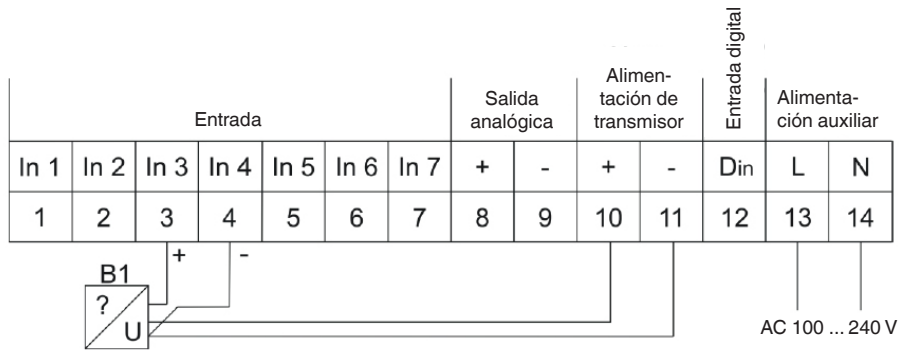 Entrada
Salida
analógica
Alimen-
tación de
transmisor
Entrada digital
Alimenta-
ción auxiliar
In 1 In 2 In 3 In 4 In 5 In 6 In 7 + - + - Din L N
1 2 3 4 5 6 7 8 9 10 11 12 13 14
+ -
B1
?
U
AC 100 ... 240 V